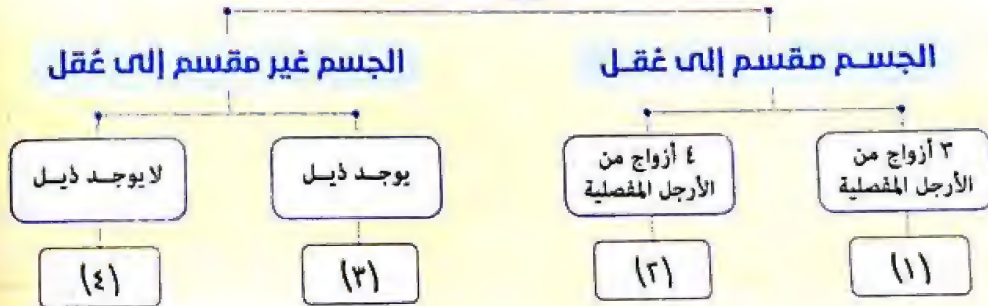 الجسم مقسم إلى عُقل
الجسم غير مقسم إلى عُقل
٣ أزواج من
الأرجل المفصلية
٤ أزواج من
الأرجل المفصلية
يوجد ذيل
لا يوجد ذيل
(١)
(٢)
(٣)
(٤)